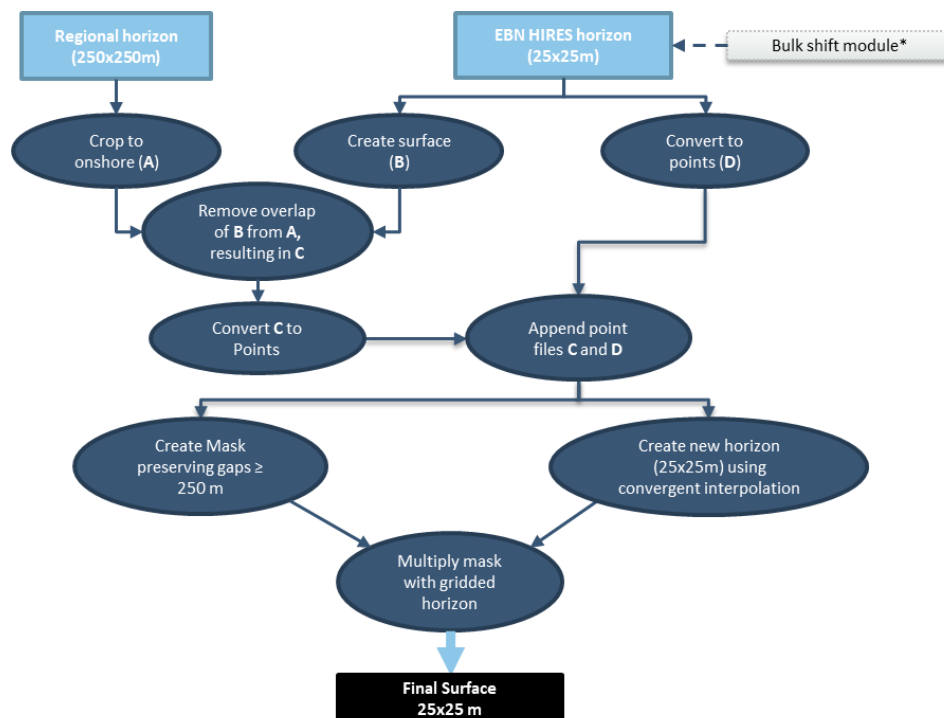 Regional horizon
(250x250m)
EBN HIRES horizon
(25x25m)
Bulk shift module*
Crop to
onshore (A)
Create surface
(B)
Convert to
points (D)
Remove overlap
of B from A,
resulting in C
Convert C to
Points
Append point
files C and D
Create Mask
preserving gaps ≥
250 m
Create new horizon
(25x25m) using
convergent interpolation
Multiply mask
with gridded
horizon
Final Surface
25x25 m